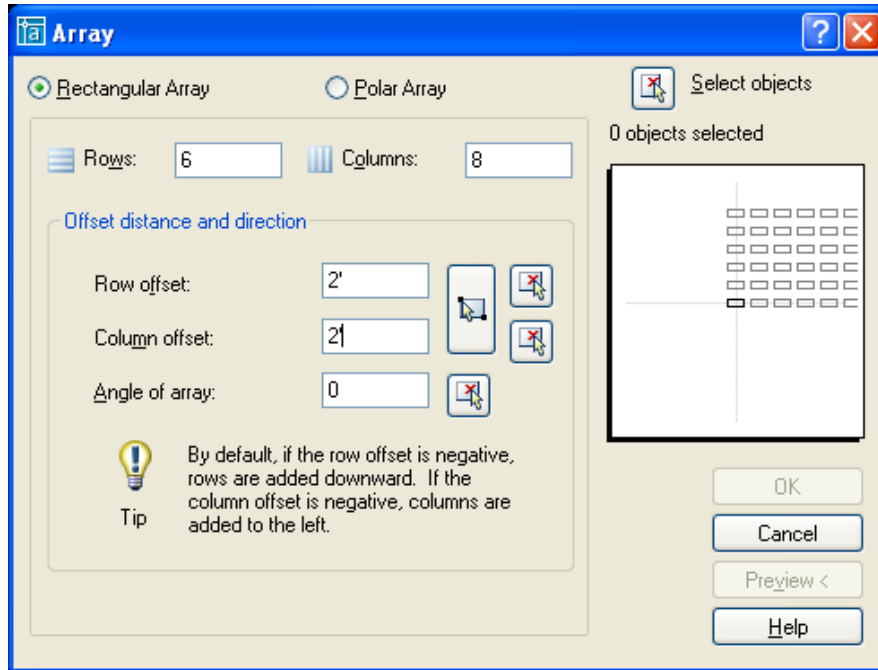 Array
Rectangular Array Polar Array Select objects
0 objects selected
Rows: 6 Columns: 8
Offset distance and direction
Row offset: 2'
Column offset: 2'
Angle of array: 0
By default, if the row offset is negative,
rows are added downward. If the
column offset is negative, columns are
added to the left.
Tip
OK
Cancel
Preview <
Help